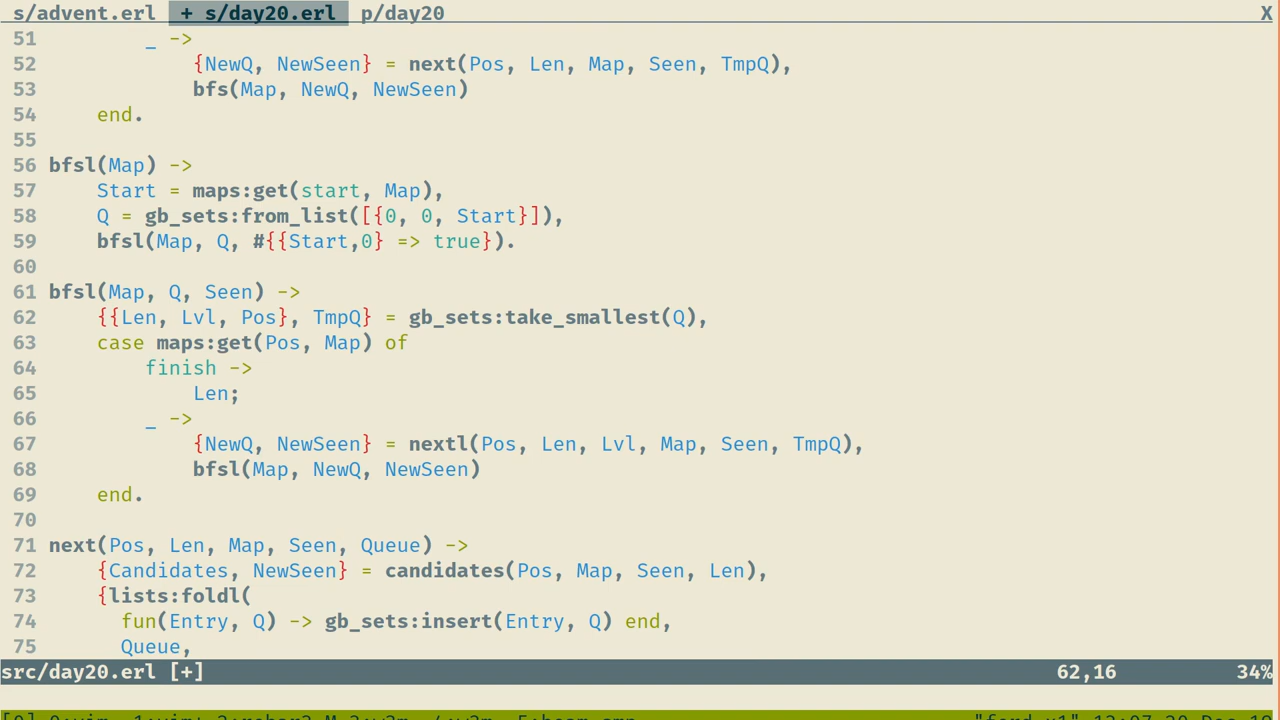 s/advent.erl + s/day20.erl p/day20 X
51 _ ->
52 {NewQ, NewSeen} = next(Pos, Len, Map, Seen, TmpQ),
53 bfs(Map, NewQ, NewSeen)
54 end.
55
56 bfsl(Map) ->
57 Start = maps:get(start, Map),
58 Q = gb_sets:from_list([{0, 0, Start}]),
59 bfsl(Map, Q, #{{Start,0} => true}).
60
61 bfsl(Map, Q, Seen) ->
62 {{Len, Lvl, Pos}, TmpQ} = gb_sets:take_smallest(Q),
63 case maps:get(Pos, Map) of
64 finish ->
65 Len;
66 _ ->
67 {NewQ, NewSeen} = nextl(Pos, Len, Lvl, Map, Seen, TmpQ),
68 bfsl(Map, NewQ, NewSeen)
69 end.
70
71 next(Pos, Len, Map, Seen, Queue) ->
72 {Candidates, NewSeen} = candidates(Pos, Map, Seen, Len),
73 {lists:foldl(
74 fun(Entry, Q) -> gb_sets:insert(Entry, Q) end,
75 Queue,
src/day20.erl [+] 62,16 34%